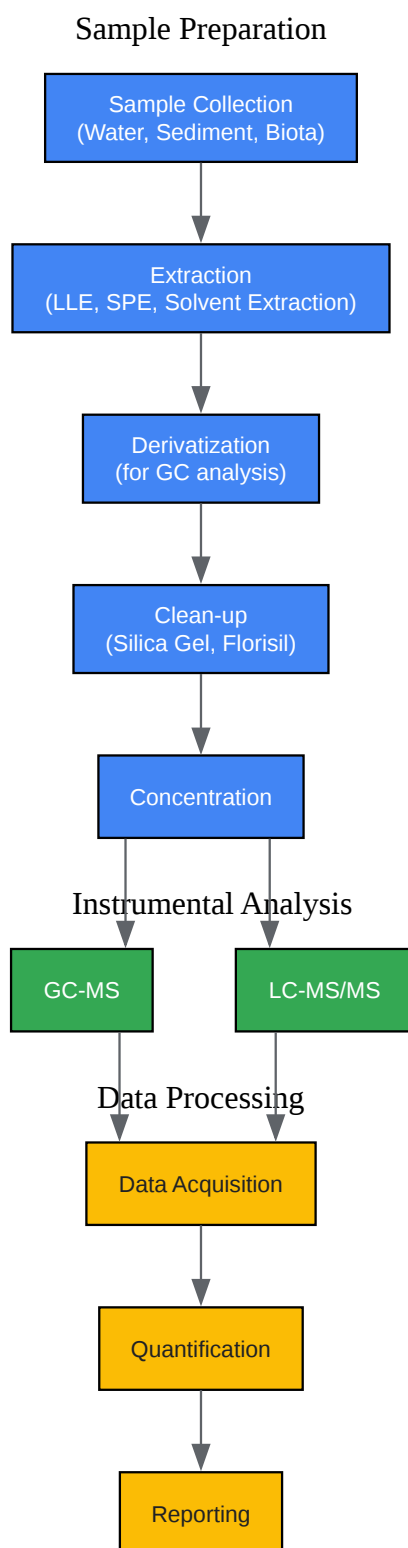 Sample Preparation
Sample Collection
(Water, Sediment, Biota)
Extraction
(LLE, SPE, Solvent Extraction)
Derivatization
(for GC analysis)
Clean-up
(Silica Gel, Florisil)
Concentration
Instrumental Analysis
GC-MS
LC-MS/MS
Data Processing
Data Acquisition
Quantification
Reporting